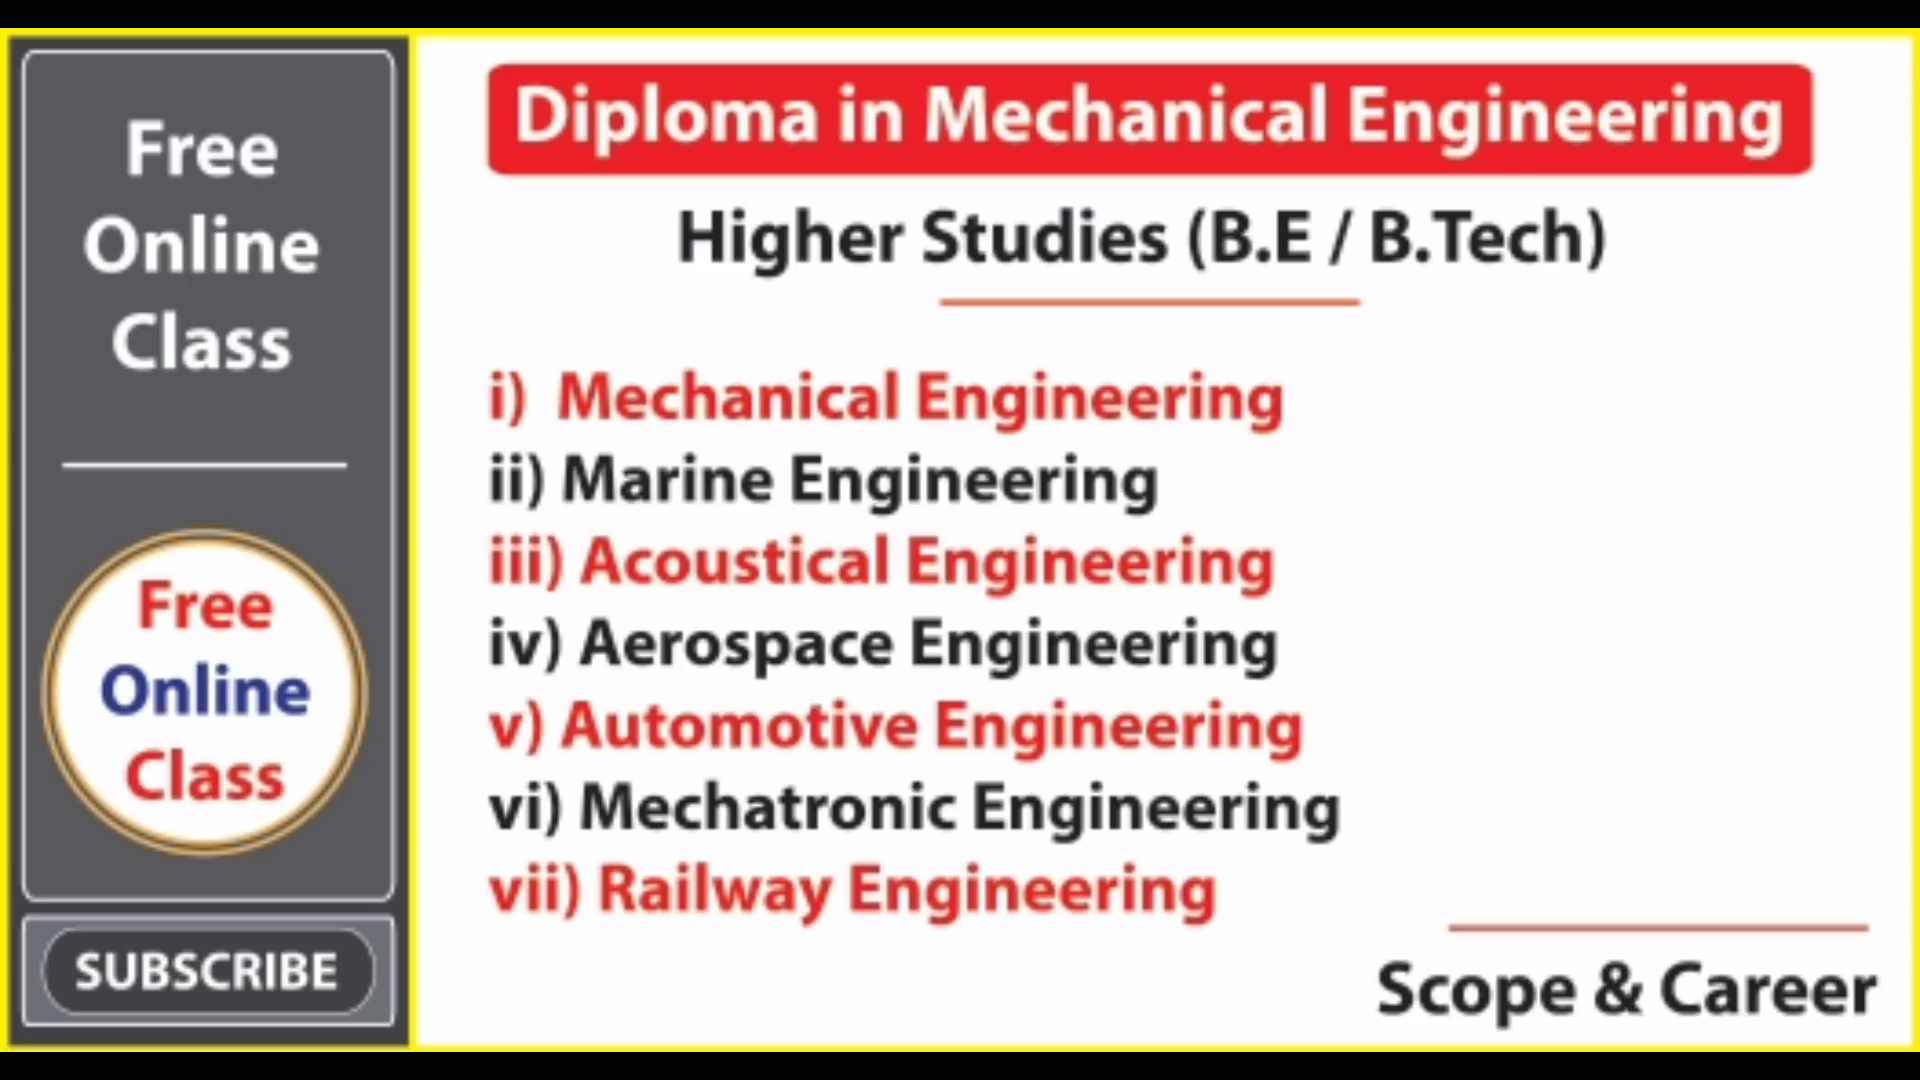 Free
Online
Class
Free
Online
Class
SUBSCRIBE
Diploma in Mechanical Engineering
Higher Studies (B.E / B.Tech)
i) Mechanical Engineering
ii) Marine Engineering
iii) Acoustical Engineering
iv) Aerospace Engineering
v) Automotive Engineering
vi) Mechatronic Engineering
vii) Railway Engineering
Scope & Career